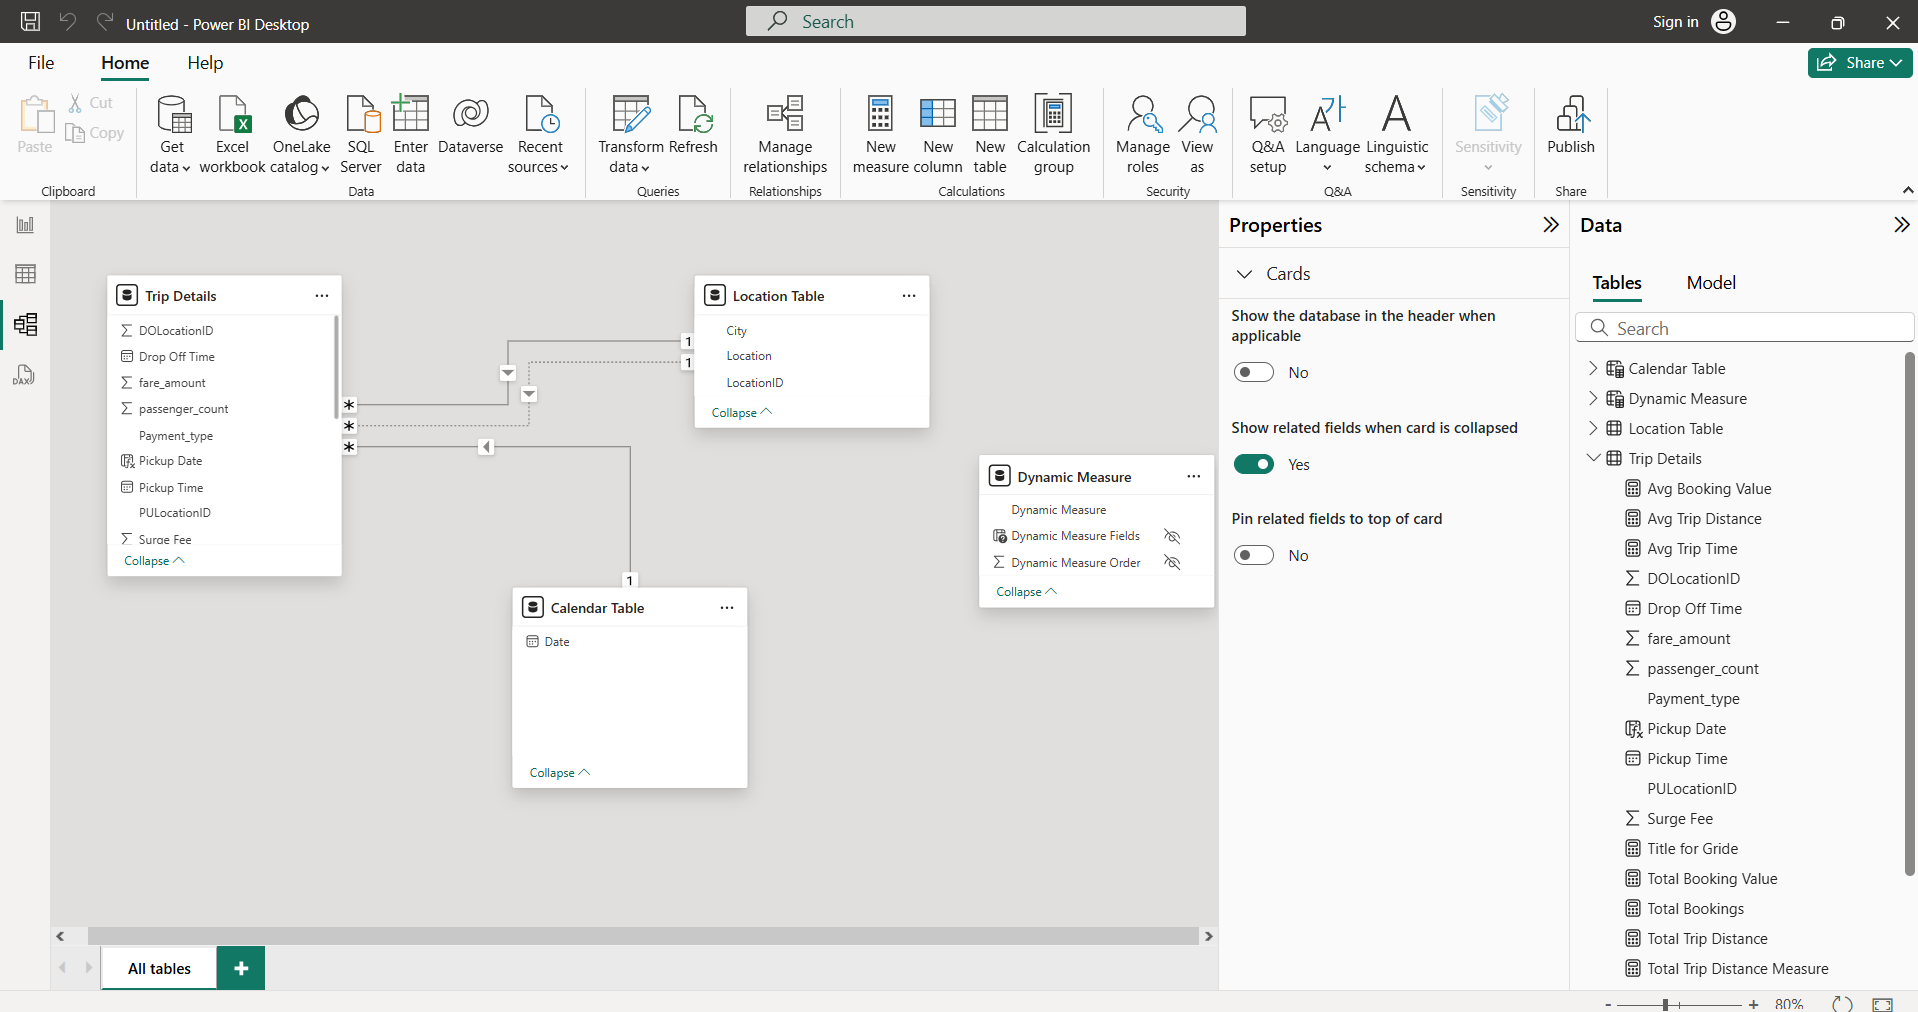 Untitled - Power BI Desktop
Search
Sign in
File
Home
Help
Share
Paste
Cut
Copy
Clipboard
Get data
Excel workbook
OneLake catalog
SQL Server
Enter data
Dataverse
Recent sources
Data
Transform data
Refresh
Queries
Manage relationships
Relationships
New measure
New column
New table
Calculation group
Calculations
Manage roles
View as
Security
Q&A setup
Language
Linguistic schema
Q&A
Sensitivity
Sensitivity
Publish
Share
DAX
Trip Details
DOLocationID
Drop Off Time
fare_amount
passenger_count
Payment_type
Pickup Date
Pickup Time
PULocationID
Surge Fee
Collapse
*
*
*
1
1
1
Location Table
City
Location
LocationID
Collapse
Dynamic Measure
Dynamic Measure
Dynamic Measure Fields
Dynamic Measure Order
Collapse
Calendar Table
Date
Collapse
All tables
Properties
Cards
Show the database in the header when
applicable
No
Show related fields when card is collapsed
Yes
Pin related fields to top of card
No
Data
Tables
Model
Search
Calendar Table
Dynamic Measure
Location Table
Trip Details
Avg Booking Value
Avg Trip Distance
Avg Trip Time
DOLocationID
Drop Off Time
fare_amount
passenger_count
Payment_type
Pickup Date
Pickup Time
PULocationID
Surge Fee
Title for Gride
Total Booking Value
Total Bookings
Total Trip Distance
Total Trip Distance Measure
80%